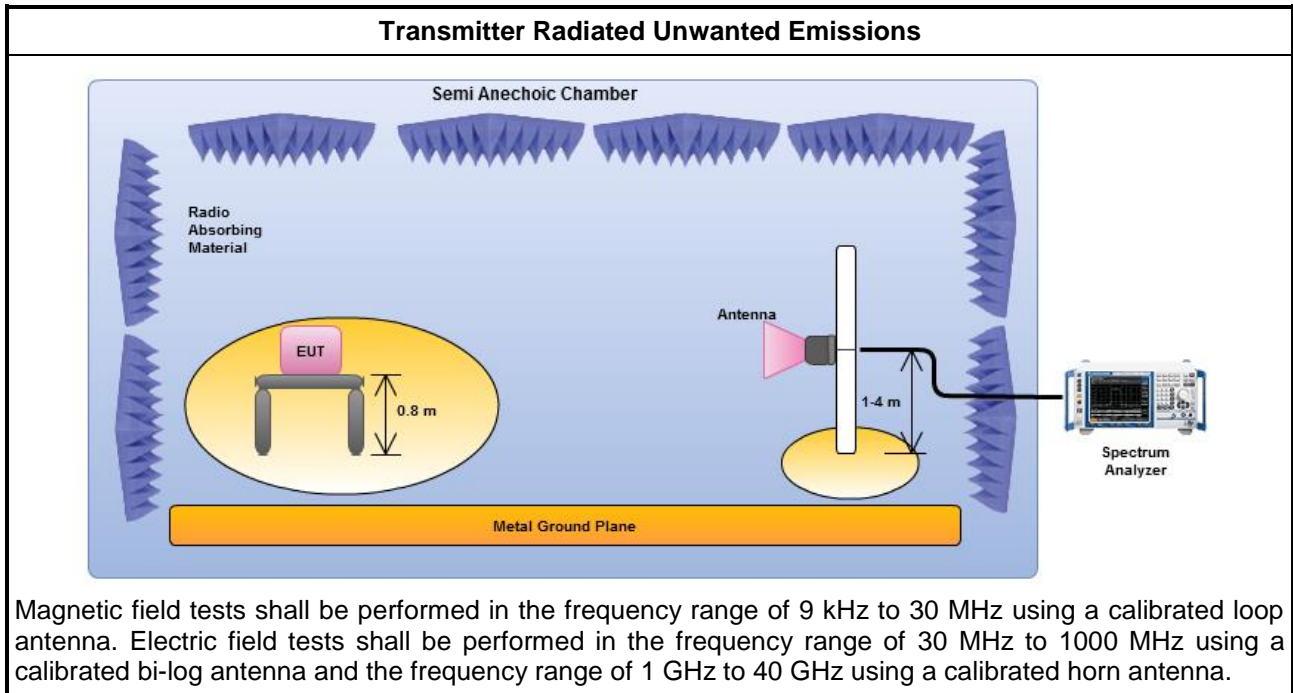 Transmitter Radiated Unwanted Emissions
Semi Anechoic Chamber
Radio
Absorbing
Material
Antenna
EUT
0.8 m
1-4 m
Spectrum
Analyzer
Metal Ground Plane
Magnetic field tests shall be performed in the frequency range of 9 kHz to 30 MHz using a calibrated loop
antenna. Electric field tests shall be performed in the frequency range of 30 MHz to 1000 MHz using a
calibrated bi-log antenna and the frequency range of 1 GHz to 40 GHz using a calibrated horn antenna.